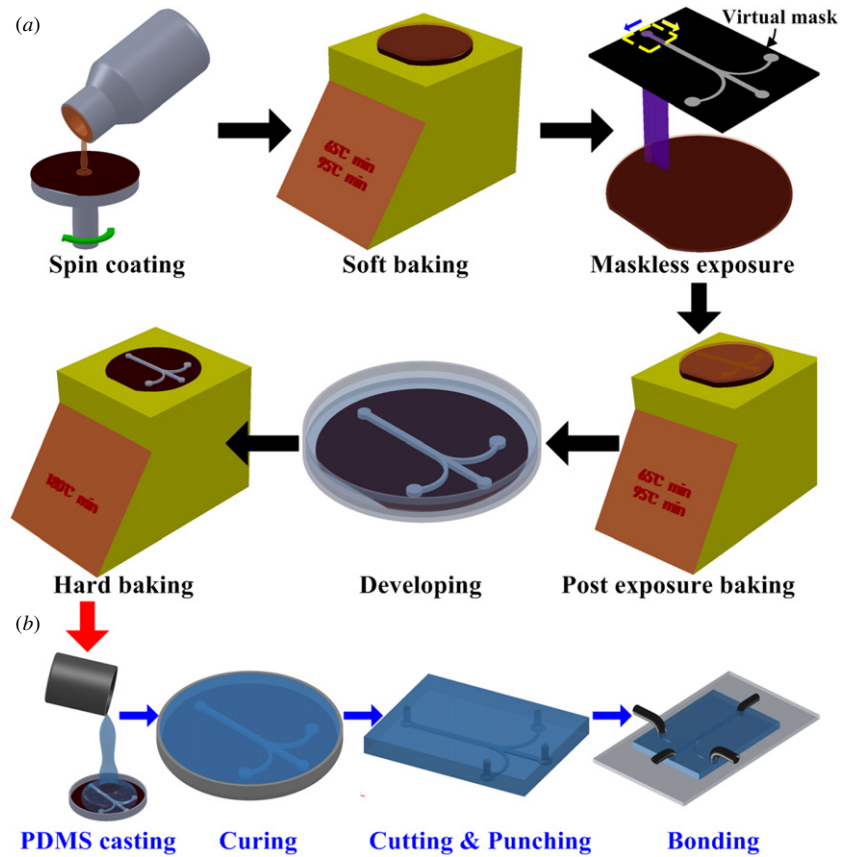 (a)
Virtual mask
65℃ min
95℃ min
Spin coating
Soft baking
Maskless exposure
180℃ min
65℃ min
95℃ min
Hard baking
Developing
Post exposure baking
(b)
PDMS casting
Curing
Cutting & Punching
Bonding